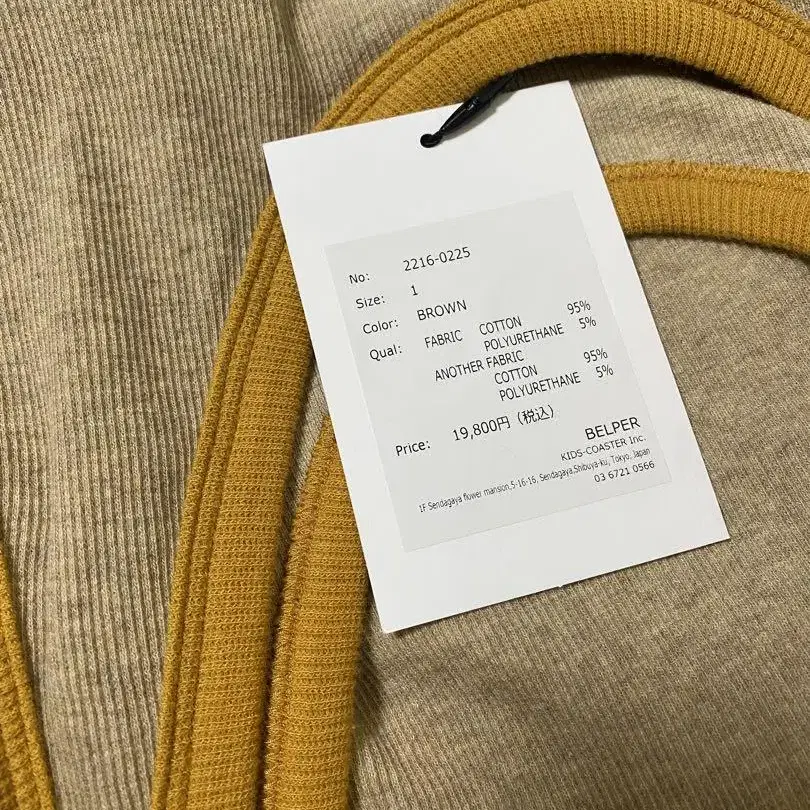 No: 2216-0225
Size: 1
Color: BROWN
Qual: FABRIC COTTON 95%
POLYURETHANE 5%
ANOTHER FABRIC
COTTON 95%
POLYURETHANE 5%
Price: 19,800円（税込）
BELPER
KIDS-COASTER Inc.
1F Sendagaya flower mansion,5-16-16, Sendagaya,Shibuya-ku, Tokyo, Japan
03 6721 0566